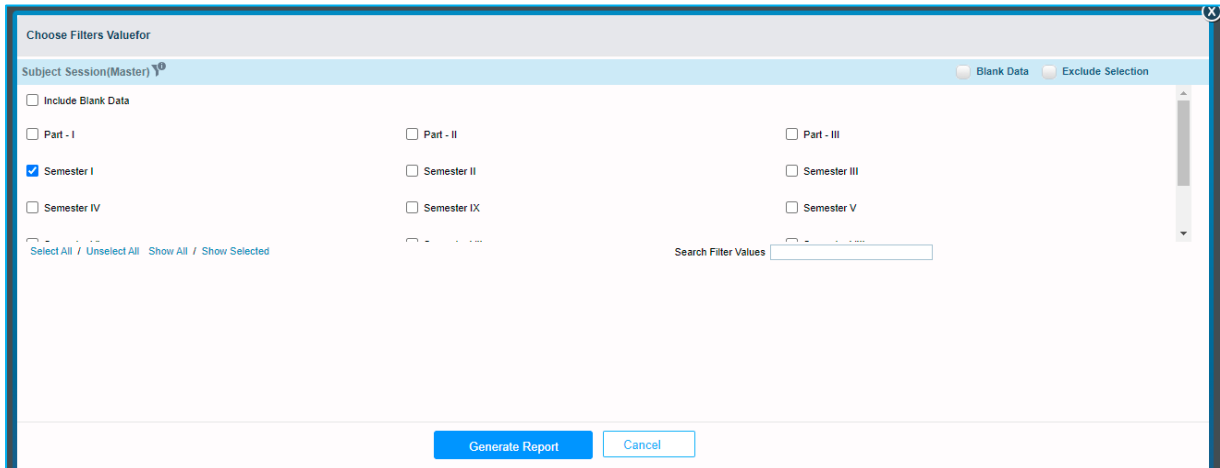 X
Choose Filters Valuefor
Subject Session(Master) Blank Data Exclude Selection
Include Blank Data
Part - I Part - II Part - III
Semester I Semester II Semester III
Semester IV Semester IX Semester V
Select All / Unselect All Show All / Show Selected Search Filter Values
Generate Report Cancel